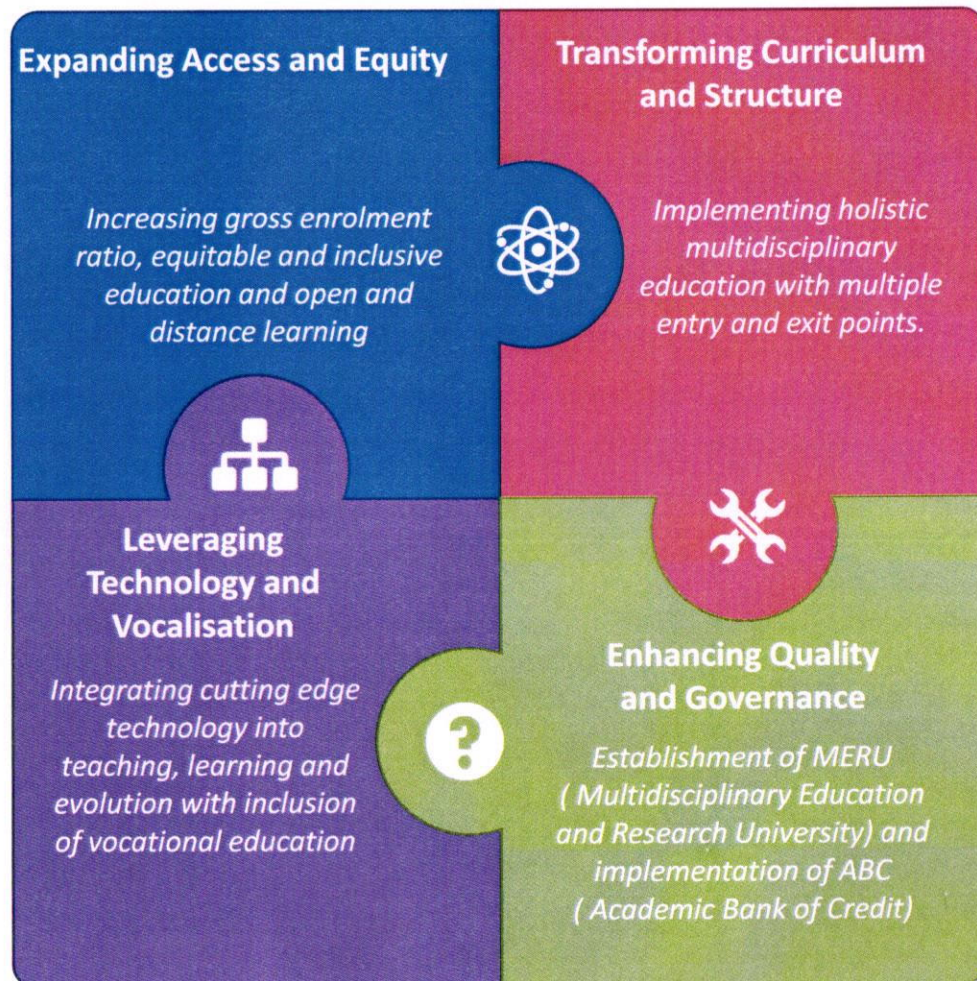 Expanding Access and Equity
Increasing gross enrolment
ratio, equitable and inclusive
education and open and
distance learning
Transforming Curriculum
and Structure
Implementing holistic
multidisciplinary
education with multiple
entry and exit points.
Leveraging
Technology and
Vocalisation
Integrating cutting edge
technology into
teaching, learning and
evolution with inclusion
of vocational education
?
Enhancing Quality
and Governance
Establishment of MERU
( Multidisciplinary Education
and Research University) and
implementation of ABC
( Academic Bank of Credit)